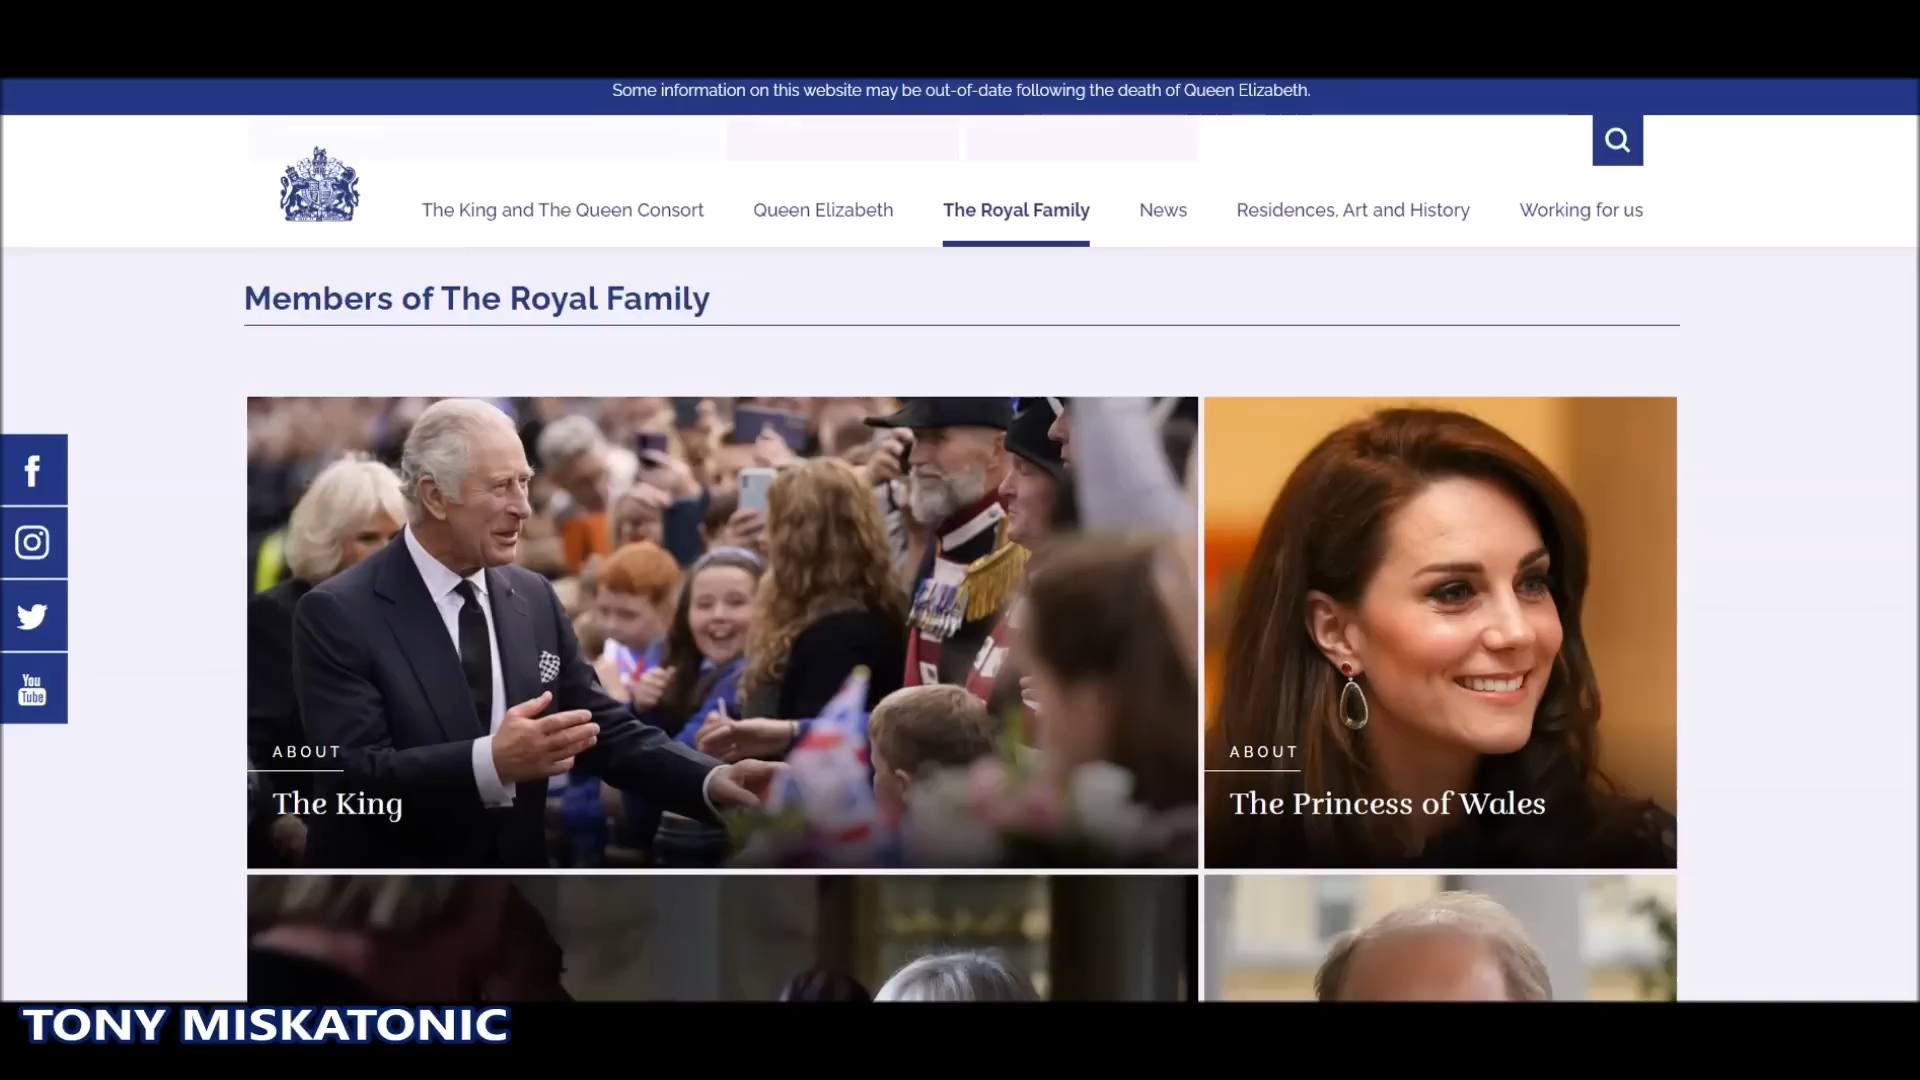 Some information on this website may be out-of-date following the death of Queen Elizabeth.
The King and The Queen Consort
Queen Elizabeth
The Royal Family
News
Residences, Art and History
Working for us
Members of The Royal Family
f
You
Tube
ABOUT
The King
ABOUT
The Princess of Wales
TONY MISKATONIC